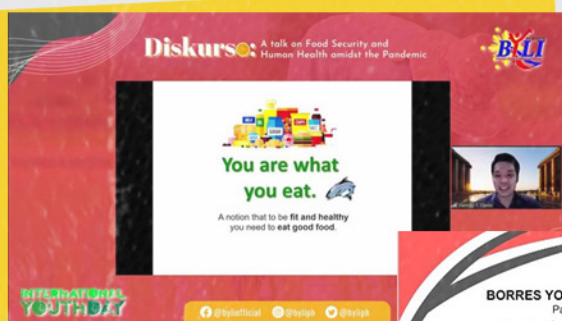 Diskurso: A talk on Food Security and
Human Health amidst the Pandemic
BYLI
You are what
you eat.
A notion that to be fit and healthy
you need to eat good food.
INTERNATIONAL
YOUTH DAY
@byliofficial @byliph @byliph
BORRES YO